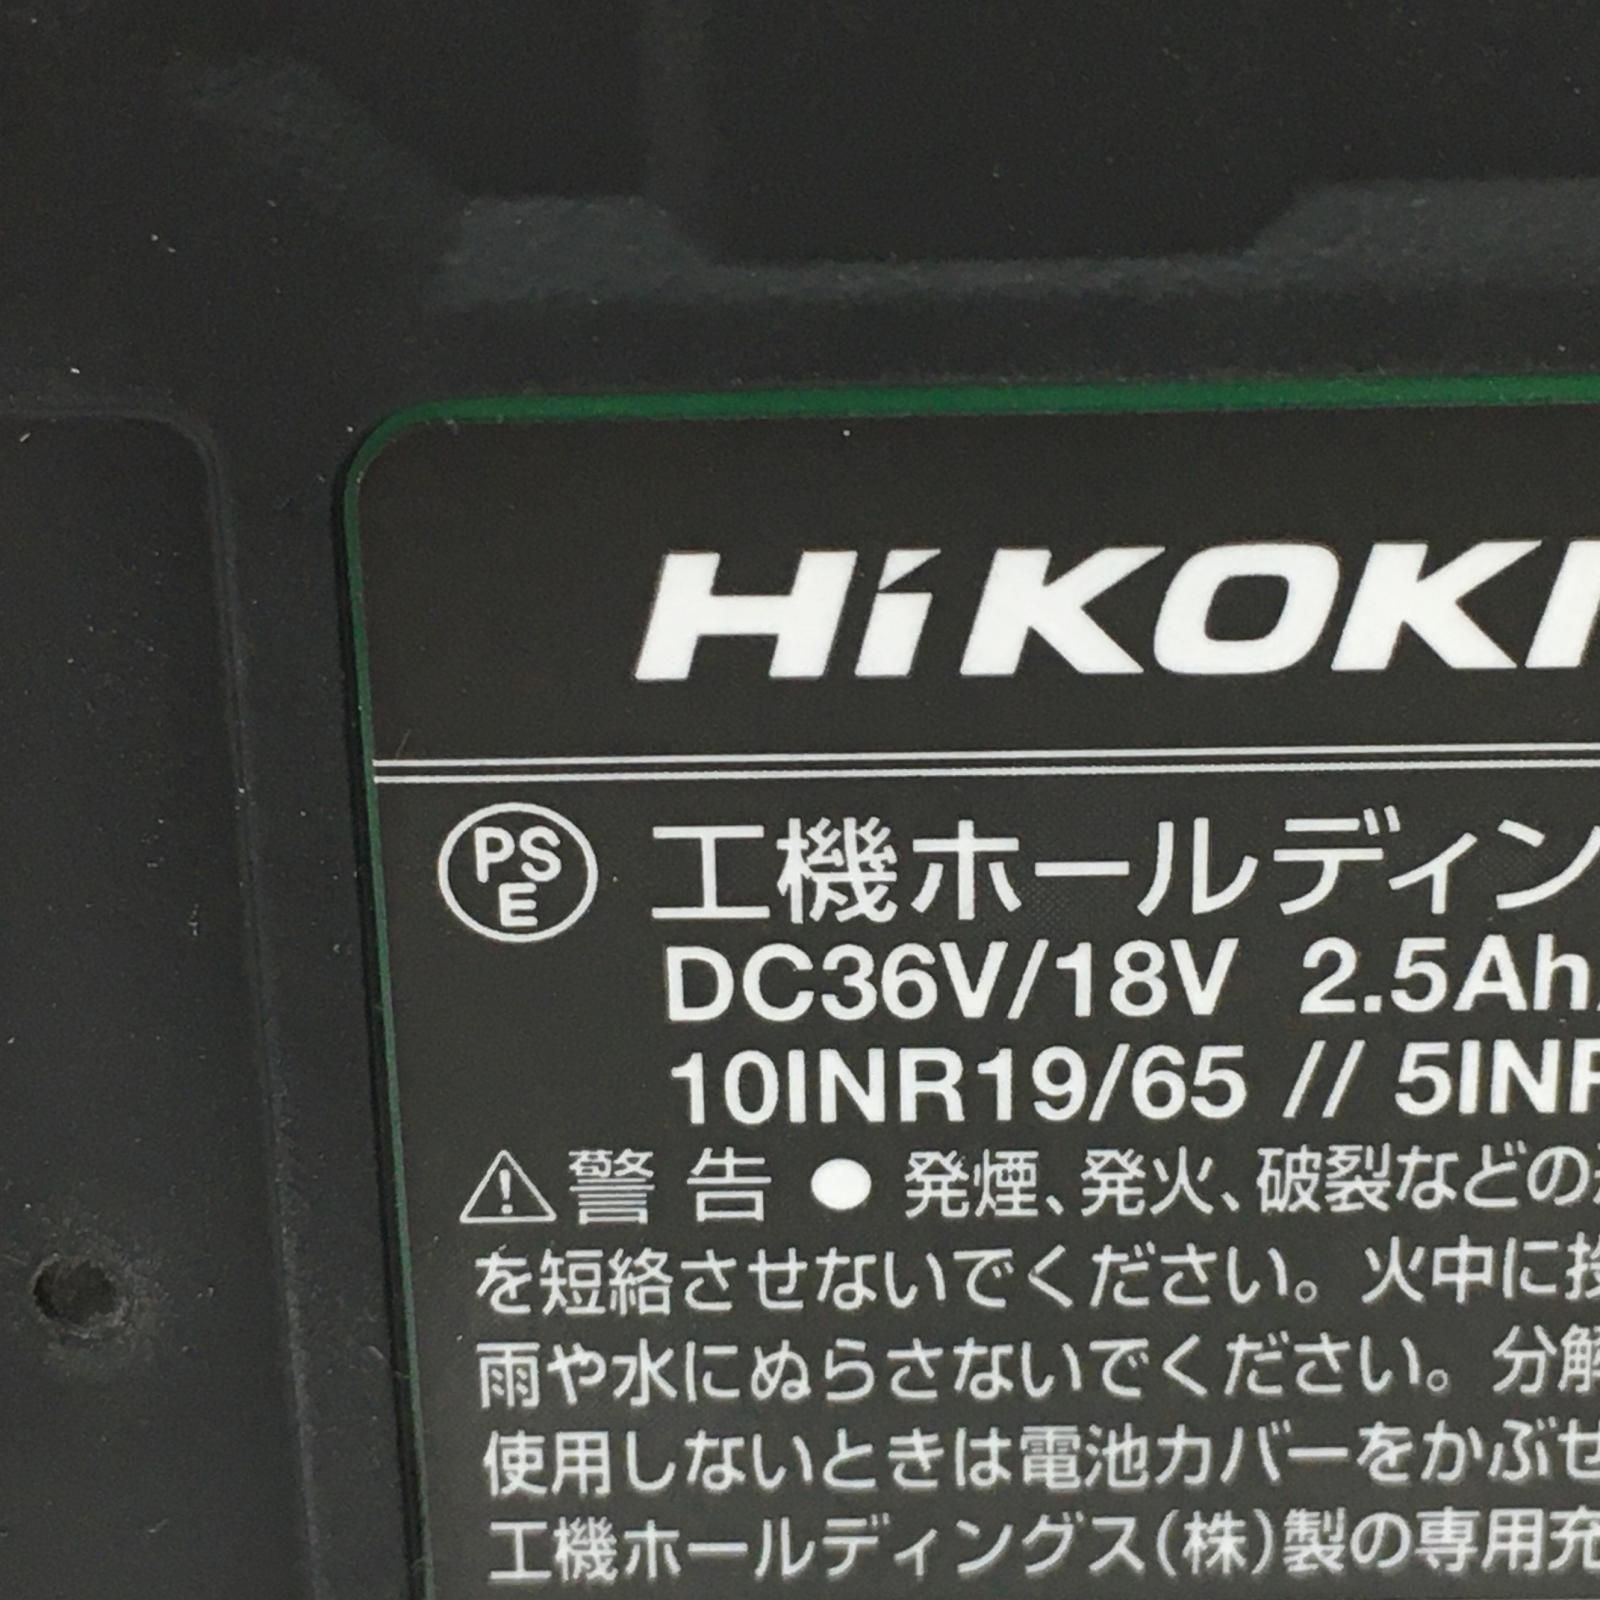 HiKOKI
PSE 工機ホールディン
DC36V/18V 2.5Ah
10INR19/65 // 5INR
⚠警告 ● 発煙、発火、破裂などの
を短絡させないでください。火中に投
雨や水にぬらさないでください。分解
使用しないときは電池カバーをかぶせ
工機ホールディングス(株)製の専用充